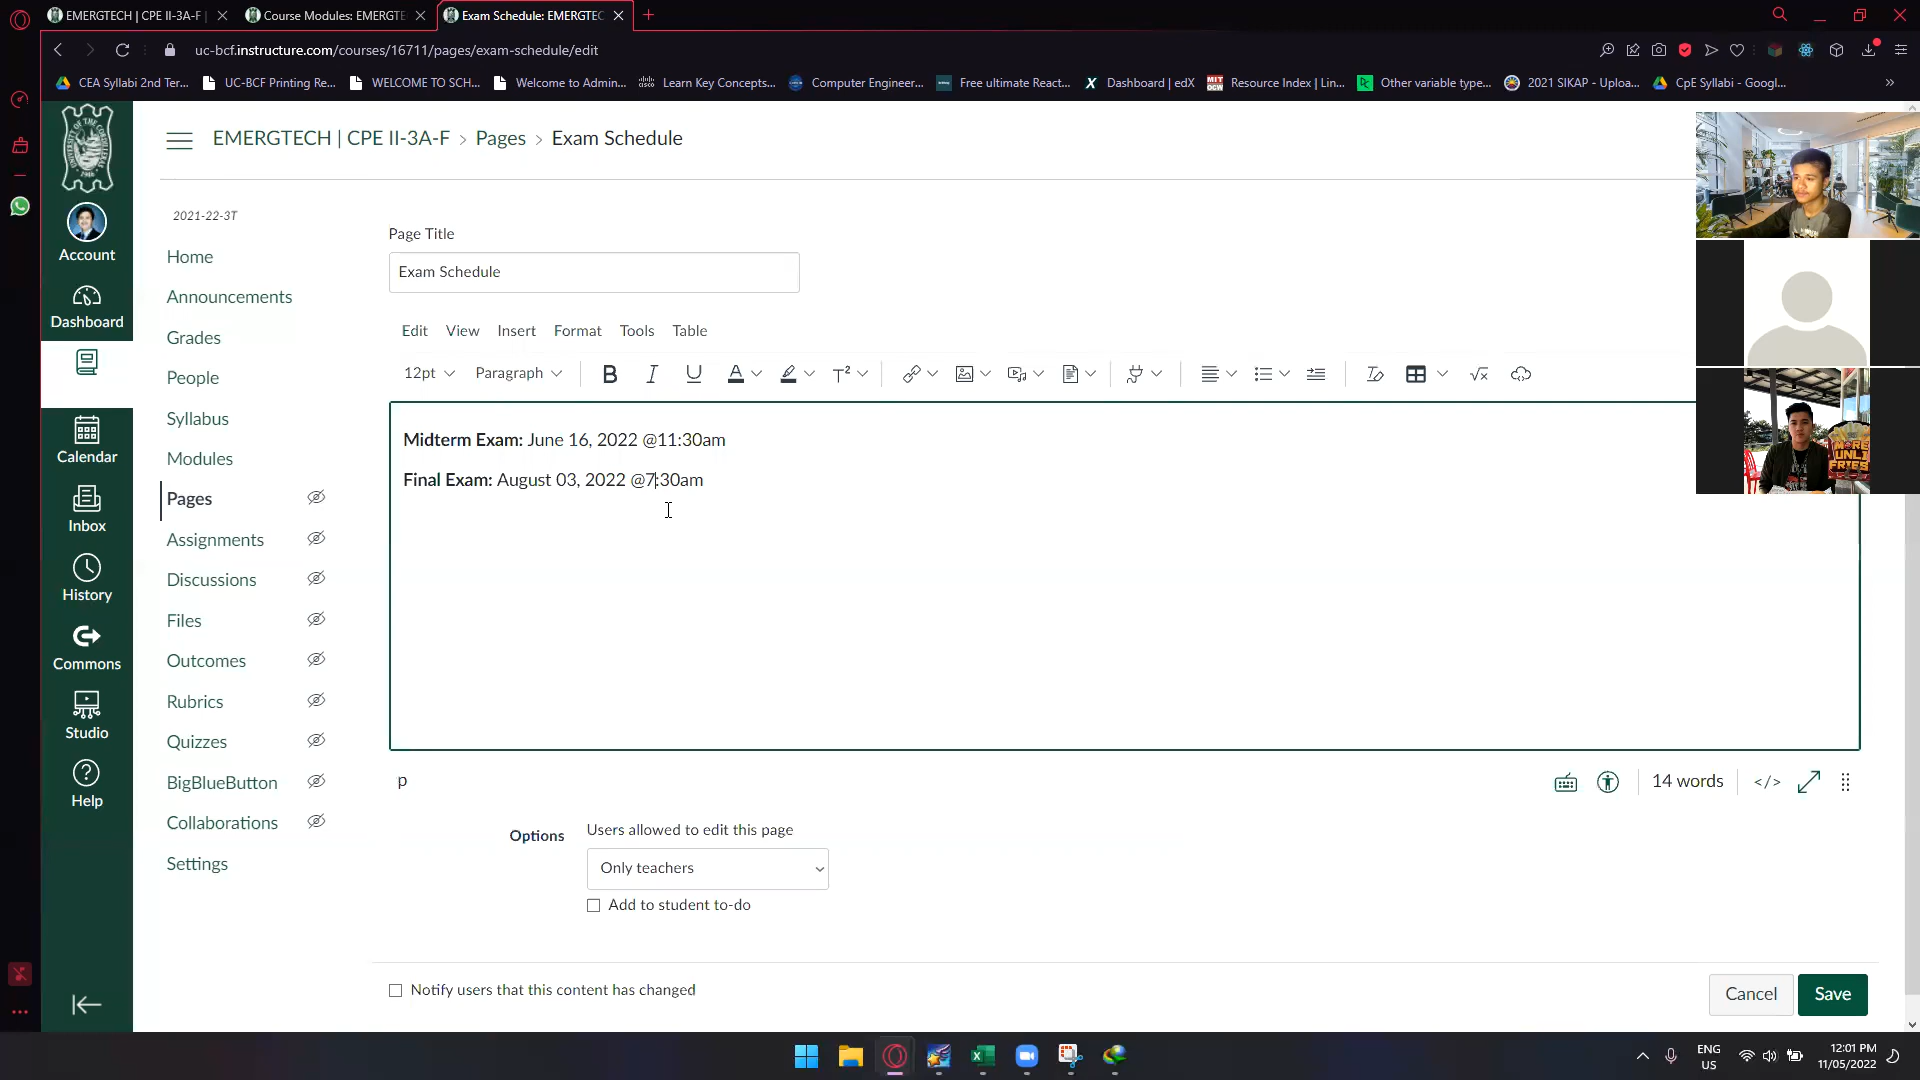 EMERGTECH | CPE II-3A-F |
Course Modules: EMERGTE
Exam Schedule: EMERGTEC
uc-bcf.instructure.com/courses/16711/pages/exam-schedule/edit
CEA Syllabi 2nd Ter...
UC-BCF Printing Re...
WELCOME TO SCH...
Welcome to Admin...
Learn Key Concepts...
Computer Engineer...
Free ultimate React...
Dashboard | edX
Resource Index | Lin...
Other variable type...
2021 SIKAP - Uploa...
CpE Syllabi - Googl...
EMERGTECH | CPE II-3A-F > Pages > Exam Schedule
Account
Dashboard
Calendar
Inbox
History
Commons
Studio
Help
2021-22-3T
Home
Announcements
Grades
People
Syllabus
Modules
Pages
Assignments
Discussions
Files
Outcomes
Rubrics
Quizzes
BigBlueButton
Collaborations
Settings
Page Title
Exam Schedule
Edit View Insert Format Tools Table
12pt Paragraph
Midterm Exam: June 16, 2022 @11:30am
Final Exam: August 03, 2022 @7:30am
p
14 words
</>
Options
Users allowed to edit this page
Only teachers
Add to student to-do
Notify users that this content has changed
Cancel
Save
MORE
UNLI
FRIES
ENG
US
12:01 PM
11/05/2022